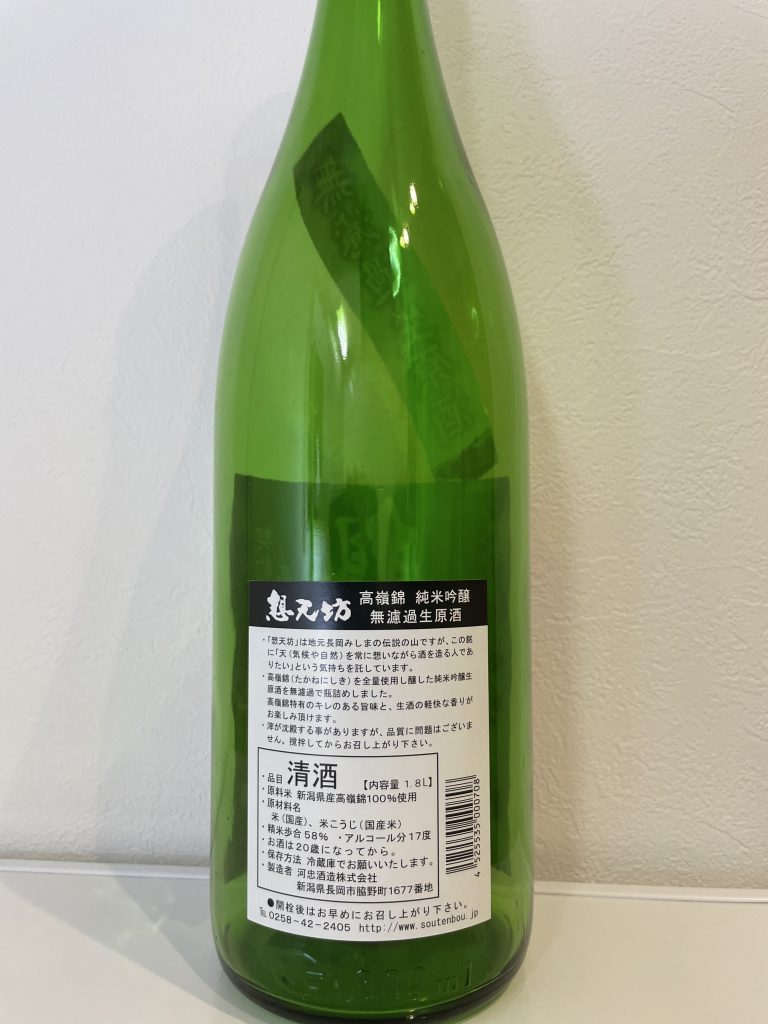 無濾過生原酒
想天坊 高嶺錦 純米吟醸
無濾過生原酒
・「想天坊」は地元長岡みしまの伝説の山ですが、この銘
に「天(気候や自然)を常に想いながら酒を造る人であ
りたい」という気持ちを託しています。
・高嶺錦(たかねにしき)を全量使用し醸した純米吟醸生
原酒を無濾過で瓶詰めしました。
高嶺錦特有のキレのある旨味と、生酒の軽快な香りが
お楽しみ頂けます。
・滓が沈殿する事がありますが、品質に問題はございま
せん。撹拌してからお召し上がり下さい。
・品目 清酒 【内容量 1.8L】
・原料米 新潟県産高嶺錦100%使用
・原材料名
米(国産)、米こうじ(国産米)
・精米歩合58% ・アルコール分17度
・お酒は20歳になってから。
・保存方法 冷蔵庫でお願いいたします。
・製造者 河忠酒造株式会社
新潟県長岡市脇野町1677番地
4525535000708
●開栓後はお早めにお召し上がり下さい。
℡0258-42-2405 http://www.soutenbou.jp